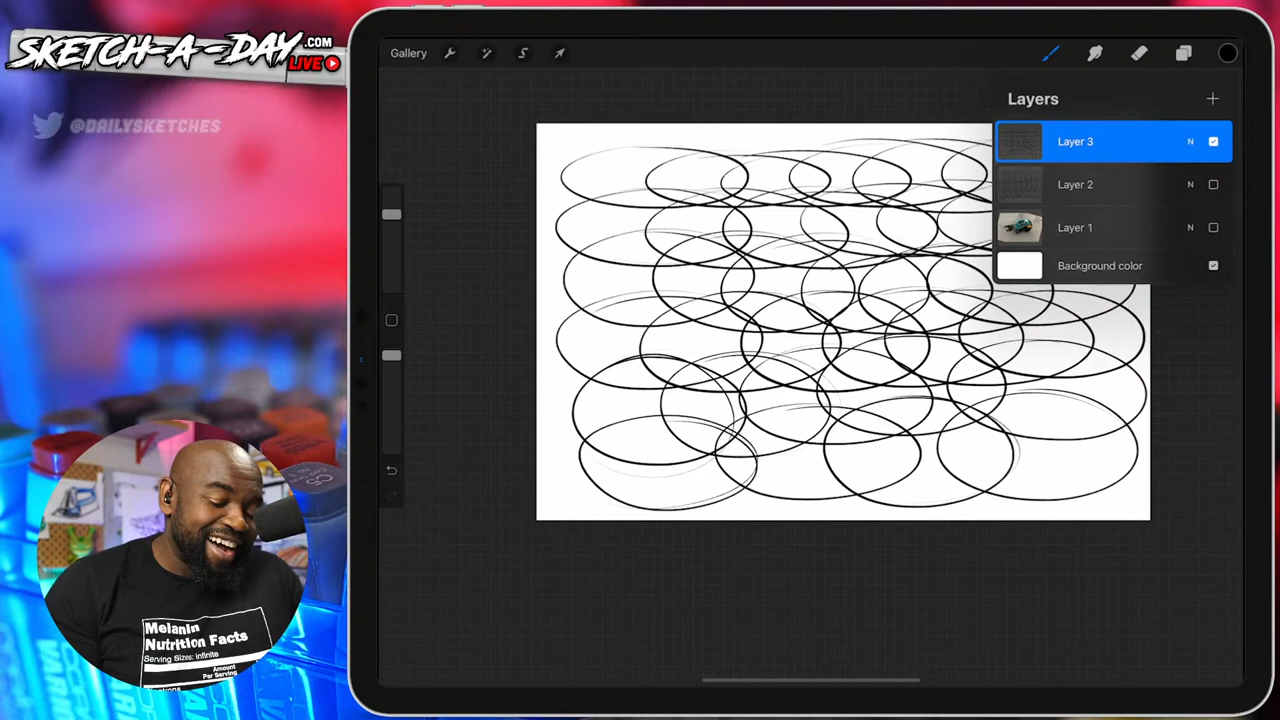 SKETCH-A-DAY.COM
LIVE
@DAILYSKETCHES
Gallery
Layers
Layer 3 N
Layer 2 N
Layer 1 N
Background color
Melanin
Nutrition Facts
Serving Sizes: infinite
Amount
Per Serving